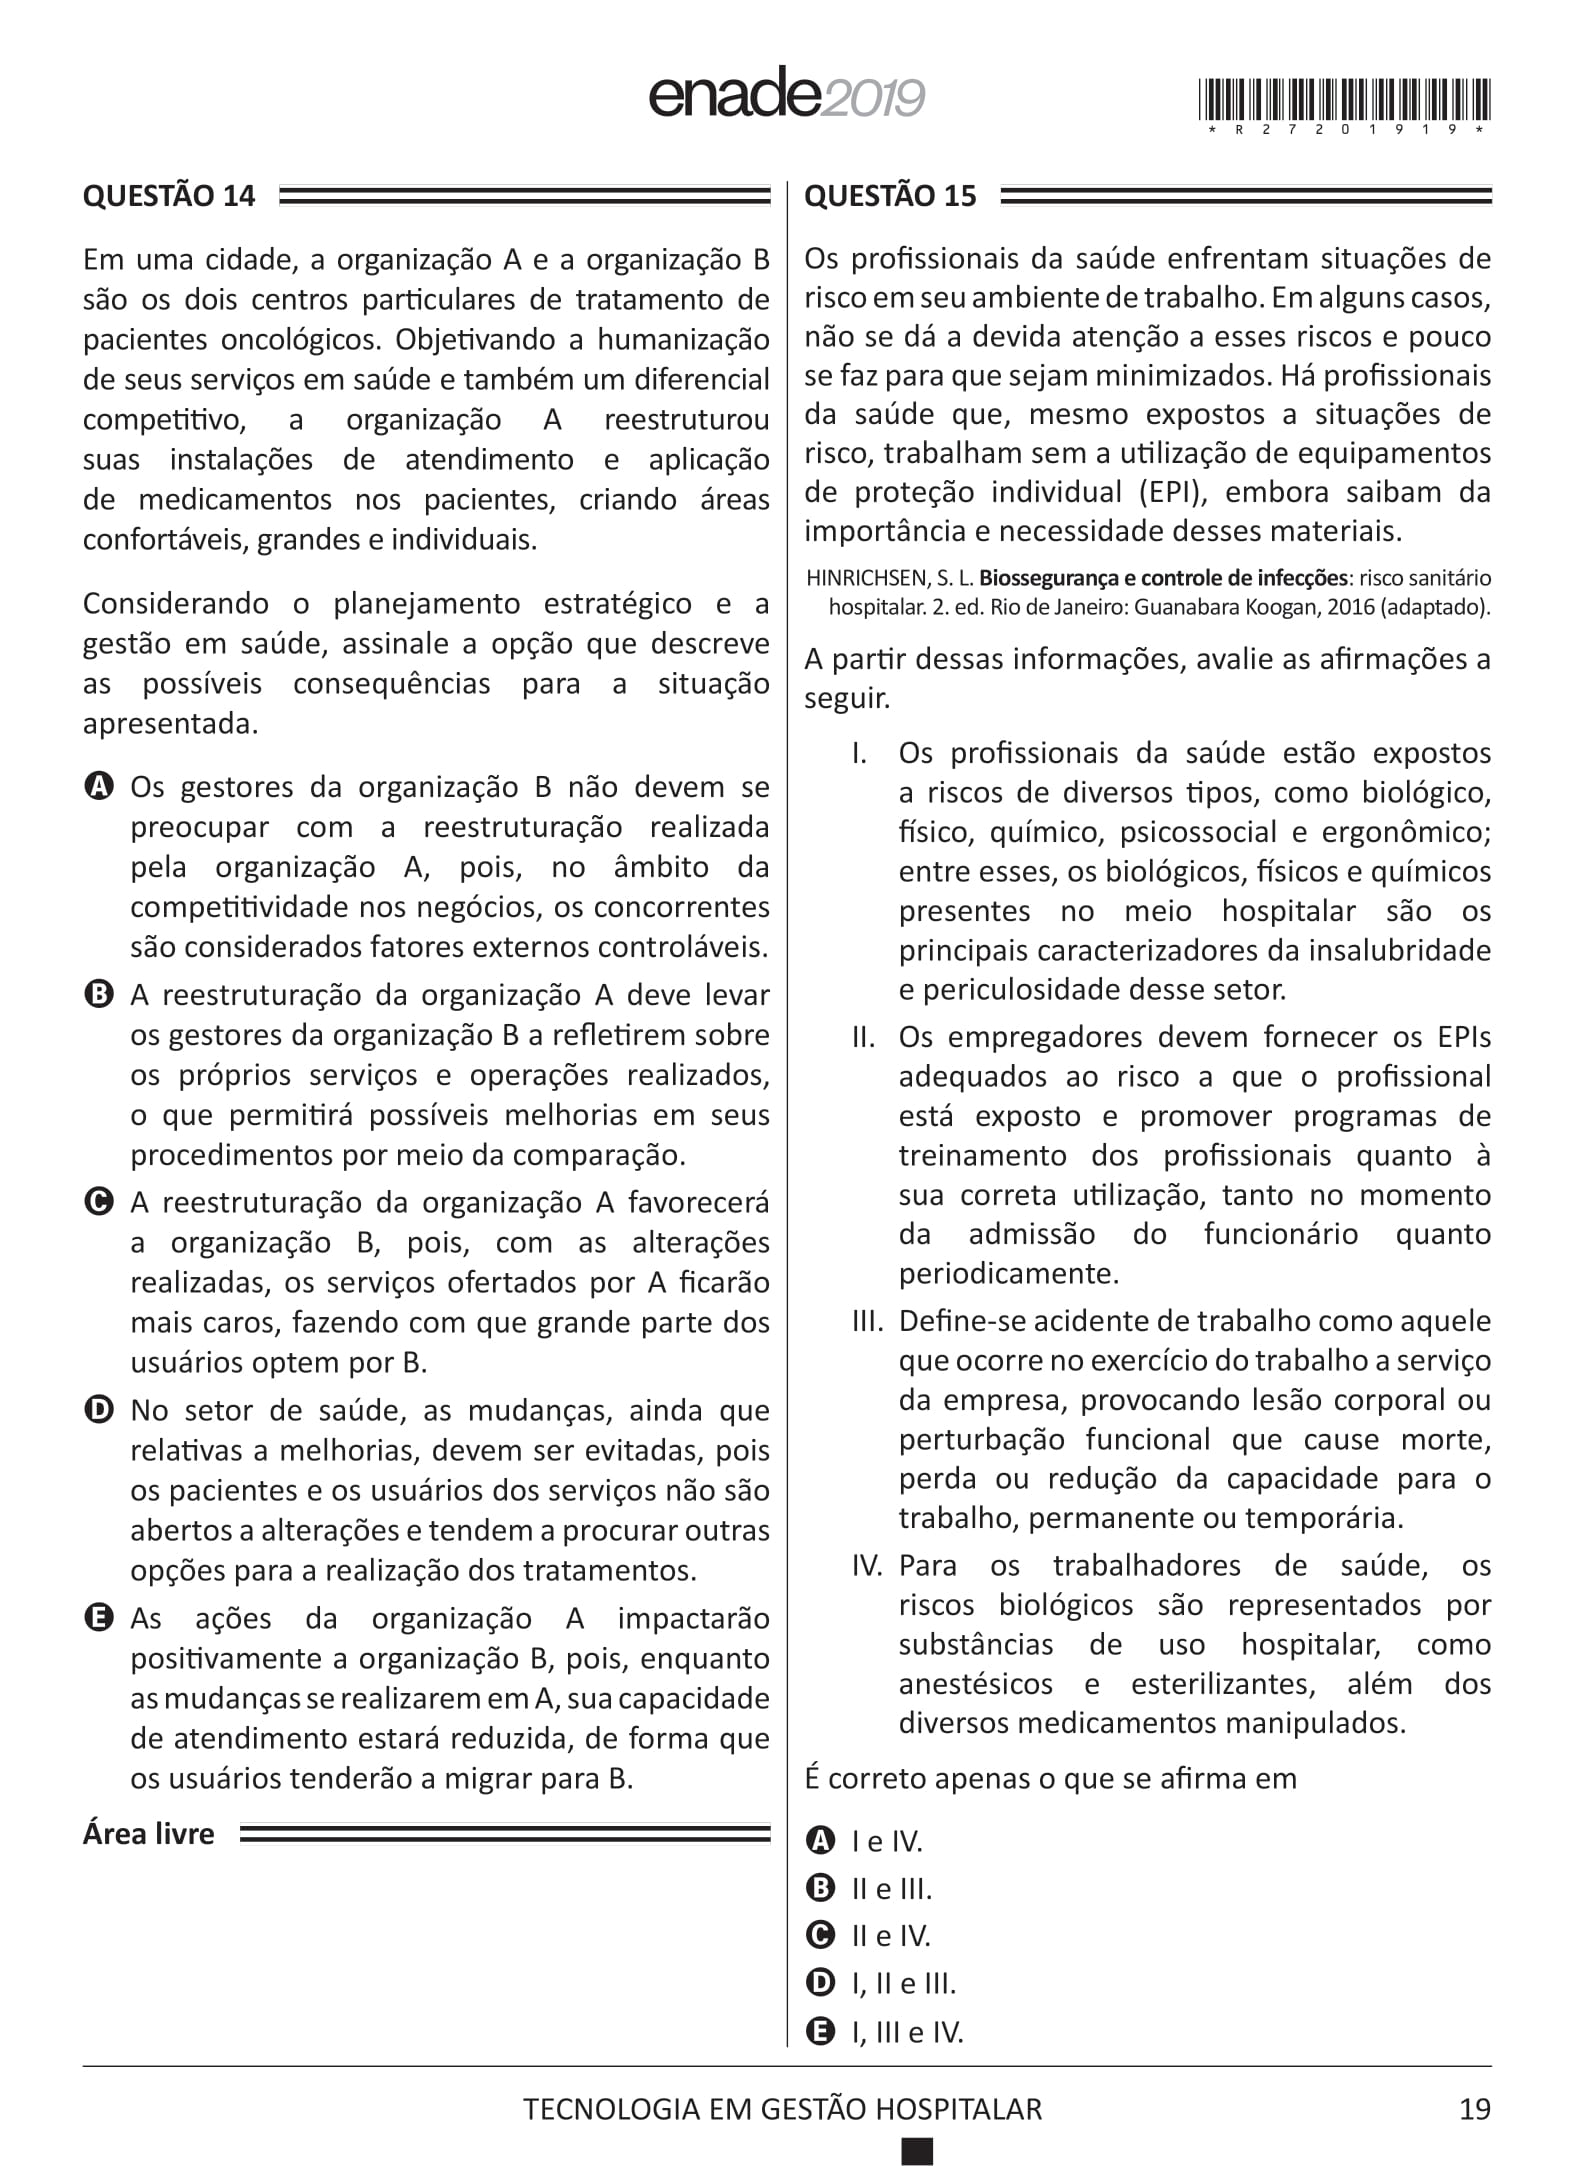 enade2019
*R27201919*
QUESTÃO 14
Em uma cidade, a organização A e a organização B
são os dois centros particulares de tratamento de
pacientes oncológicos. Objetivando a humanização
de seus serviços em saúde e também um diferencial
competitivo, a organização A reestruturou
suas instalações de atendimento e aplicação
de medicamentos nos pacientes, criando áreas
confortáveis, grandes e individuais.
Considerando o planejamento estratégico e a
gestão em saúde, assinale a opção que descreve
as possíveis consequências para a situação
apresentada.
A Os gestores da organização B não devem se
preocupar com a reestruturação realizada
pela organização A, pois, no âmbito da
competitividade nos negócios, os concorrentes
são considerados fatores externos controláveis.
B A reestruturação da organização A deve levar
os gestores da organização B a refletirem sobre
os próprios serviços e operações realizados,
o que permitirá possíveis melhorias em seus
procedimentos por meio da comparação.
C A reestruturação da organização A favorecerá
a organização B, pois, com as alterações
realizadas, os serviços ofertados por A ficarão
mais caros, fazendo com que grande parte dos
usuários optem por B.
D No setor de saúde, as mudanças, ainda que
relativas a melhorias, devem ser evitadas, pois
os pacientes e os usuários dos serviços não são
abertos a alterações e tendem a procurar outras
opções para a realização dos tratamentos.
E As ações da organização A impactarão
positivamente a organização B, pois, enquanto
as mudanças se realizarem em A, sua capacidade
de atendimento estará reduzida, de forma que
os usuários tenderão a migrar para B.
Área livre
QUESTÃO 15
Os profissionais da saúde enfrentam situações de
risco em seu ambiente de trabalho. Em alguns casos,
não se dá a devida atenção a esses riscos e pouco
se faz para que sejam minimizados. Há profissionais
da saúde que, mesmo expostos a situações de
risco, trabalham sem a utilização de equipamentos
de proteção individual (EPI), embora saibam da
importância e necessidade desses materiais.
HINRICHSEN, S. L. Biossegurança e controle de infecções: risco sanitário
hospitalar. 2. ed. Rio de Janeiro: Guanabara Koogan, 2016 (adaptado).
A partir dessas informações, avalie as afirmações a
seguir.
I. Os profissionais da saúde estão expostos
a riscos de diversos tipos, como biológico,
físico, químico, psicossocial e ergonômico;
entre esses, os biológicos, físicos e químicos
presentes no meio hospitalar são os
principais caracterizadores da insalubridade
e periculosidade desse setor.
II. Os empregadores devem fornecer os EPIs
adequados ao risco a que o profissional
está exposto e promover programas de
treinamento dos profissionais quanto à
sua correta utilização, tanto no momento
da admissão do funcionário quanto
periodicamente.
III. Define-se acidente de trabalho como aquele
que ocorre no exercício do trabalho a serviço
da empresa, provocando lesão corporal ou
perturbação funcional que cause morte,
perda ou redução da capacidade para o
trabalho, permanente ou temporária.
IV. Para os trabalhadores de saúde, os
riscos biológicos são representados por
substâncias de uso hospitalar, como
anestésicos e esterilizantes, além dos
diversos medicamentos manipulados.
É correto apenas o que se afirma em
A I e IV.
B II e III.
C II e IV.
D I, II e III.
E I, III e IV.
TECNOLOGIA EM GESTÃO HOSPITALAR
19